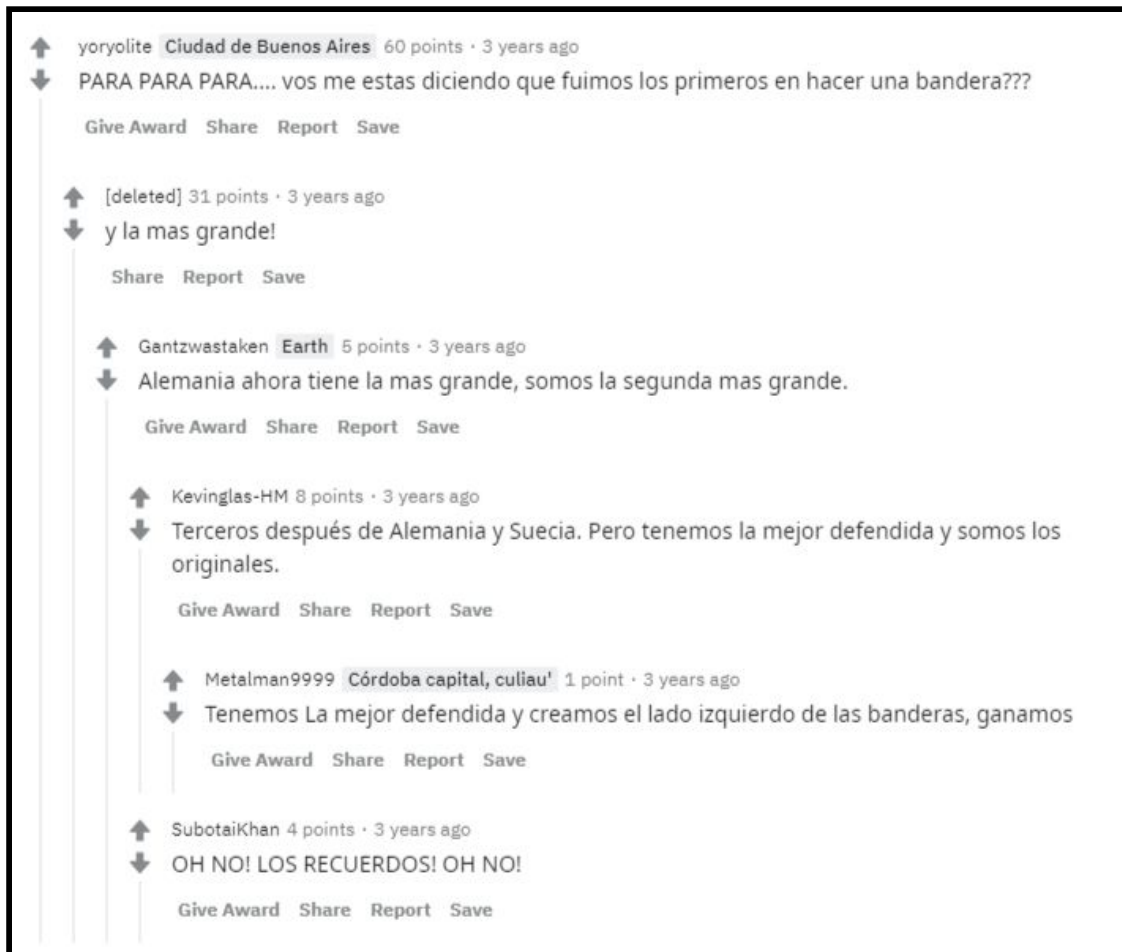 yoryolite Ciudad de Buenos Aires 60 points · 3 years ago
PARA PARA PARA.... vos me estas diciendo que fuimos los primeros en hacer una bandera???
Give Award Share Report Save
[deleted] 31 points · 3 years ago
y la mas grande!
Share Report Save
Gantzwastaken Earth 5 points · 3 years ago
Alemania ahora tiene la mas grande, somos la segunda mas grande.
Give Award Share Report Save
Kevinglas-HM 8 points · 3 years ago
Terceros después de Alemania y Suecia. Pero tenemos la mejor defendida y somos los
originales.
Give Award Share Report Save
Metalman9999 Córdoba capital, culiau' 1 point · 3 years ago
Tenemos La mejor defendida y creamos el lado izquierdo de las banderas, ganamos
Give Award Share Report Save
SubotaiKhan 4 points · 3 years ago
OH NO! LOS RECUERDOS! OH NO!
Give Award Share Report Save